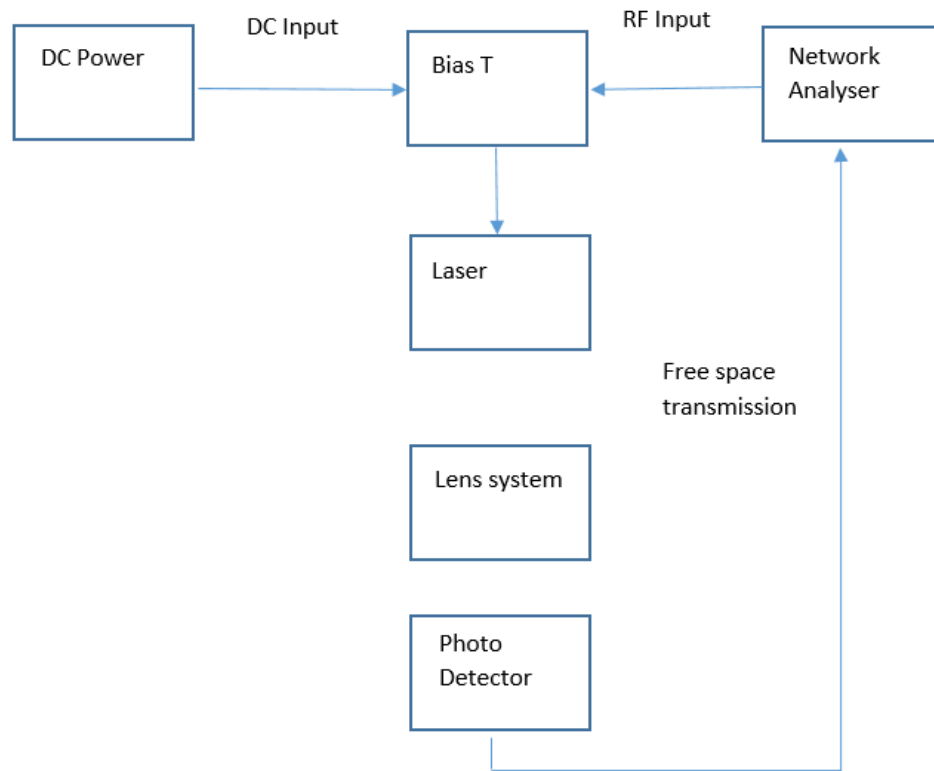 DC Power
DC Input
Bias T
RF Input
Network
Analyser
Laser
Free space
transmission
Lens system
Photo
Detector